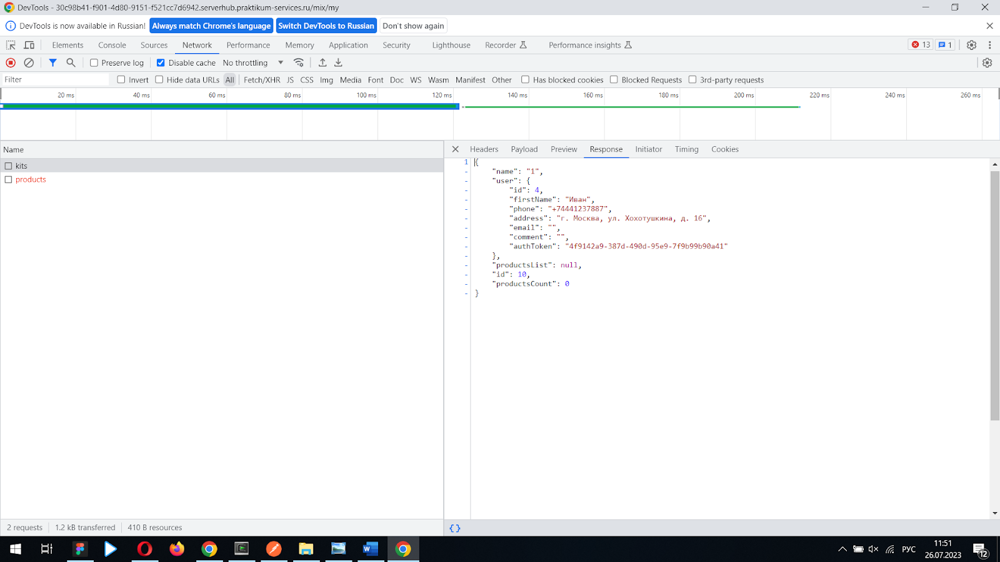 DevTools - 30c98b41-f901-4d80-9151-f521cc7d6942.serverhub.praktikum-services.ru/mix/my
DevTools is now available in Russian! Always match Chrome's language Switch DevTools to Russian Don't show again
Elements Console Sources Network Performance Memory Application Security Lighthouse Recorder Performance insights 13 1
Preserve log Disable cache No throttling
Filter Invert Hide data URLs All Fetch/XHR JS CSS Img Media Font Doc WS Wasm Manifest Other Has blocked cookies Blocked Requests 3rd-party requests
20 ms 40 ms 60 ms 80 ms 100 ms 120 ms 140 ms 160 ms 180 ms 200 ms 220 ms 240 ms 260 ms
Name
kits
products
Headers Payload Preview Response Initiator Timing Cookies
1 {
- "name": "1",
- "user": {
- "id": 4,
- "firstName": "Иван",
- "phone": "+74441237887",
- "address": "г. Москва, ул. Хохотушкина, д. 16",
- "email": "",
- "comment": "",
- "authToken": "4f9142a9-387d-490d-95e9-7f9b99b90a41"
- },
- "productsList": null,
- "id": 10,
- "productsCount": 0
- }
2 requests 1.2 kB transferred 410 B resources
{}
РУС
11:51
26.07.2023
12